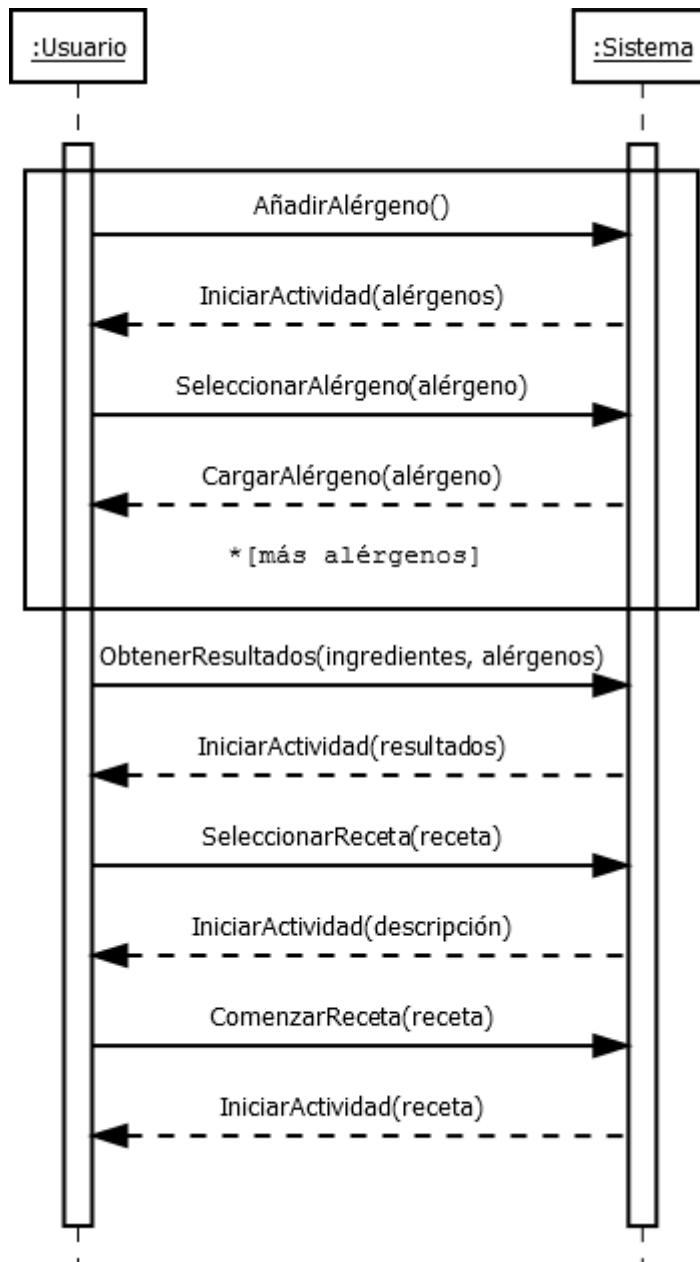 :Usuario
:Sistema
AñadirAlérgeno()
IniciarActividad(alérgenos)
SeleccionarAlérgeno(alérgeno)
CargarAlérgeno(alérgeno)
*[más alérgenos]
ObtenerResultados(ingredientes, alérgenos)
IniciarActividad(resultados)
SeleccionarReceta(receta)
IniciarActividad(descripción)
ComenzarReceta(receta)
IniciarActividad(receta)